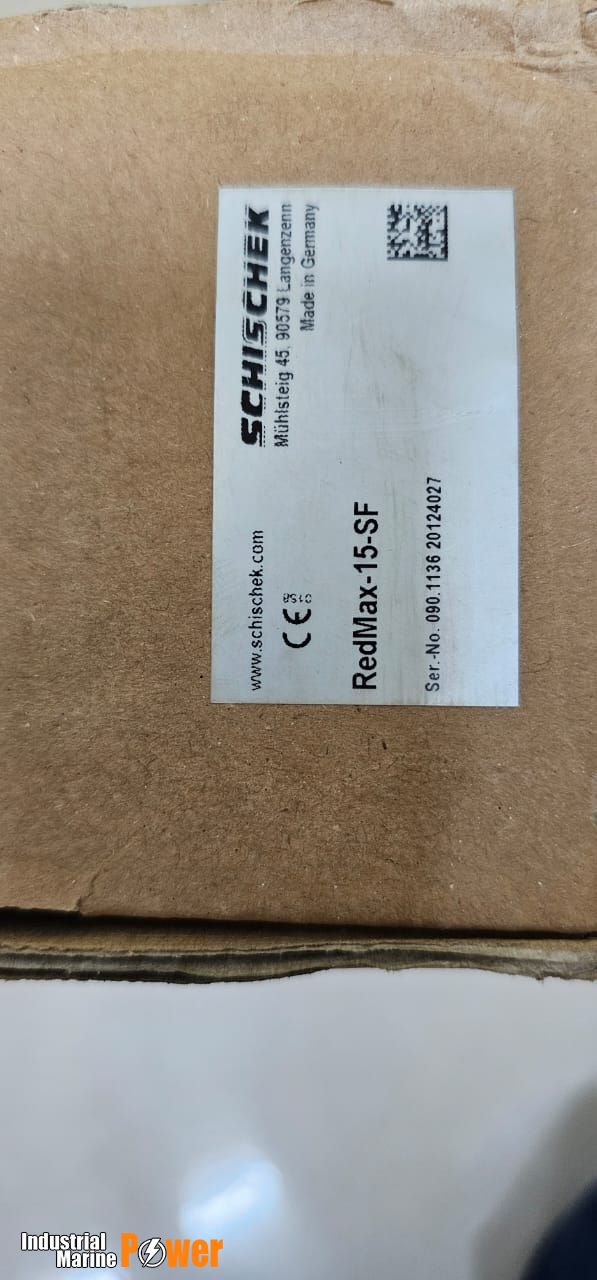 SCHISCHEK
Mühlsteig 45, 90579 Langenzenn
Made in Germany
www.schischek.com
CE 0158
RedMax-15-SF
Ser.-No. 090.1136 20124027
Industrial
Marine Power